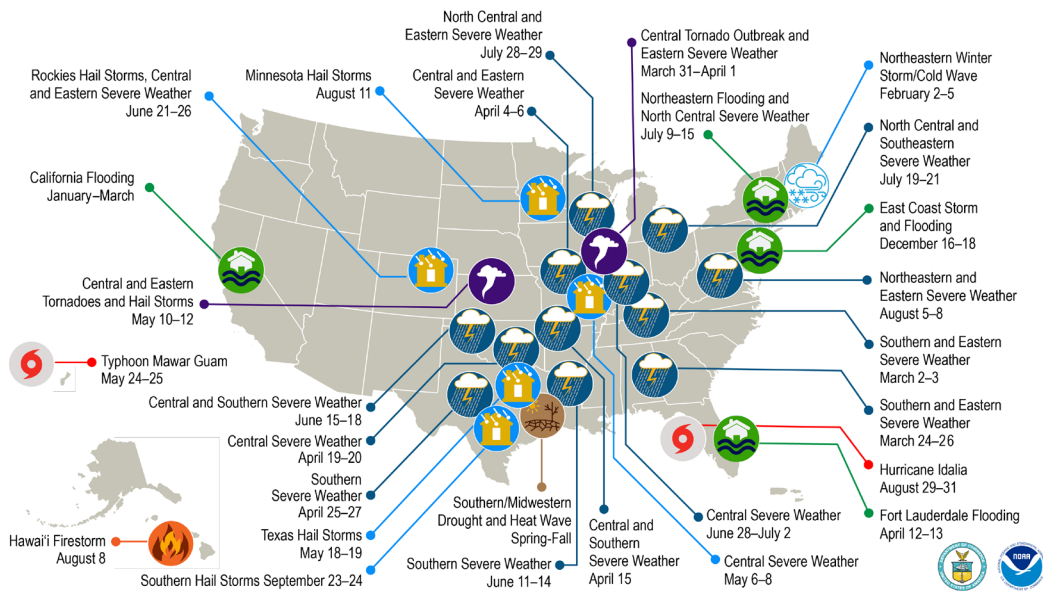 North Central and
Eastern Severe Weather
July 28–29
Central Tornado Outbreak and
Eastern Severe Weather
March 31–April 1
Northeastern Winter
Storm/Cold Wave
February 2–5
Rockies Hail Storms, Central
and Eastern Severe Weather
June 21–26
Minnesota Hail Storms
August 11
Central and Eastern
Severe Weather
April 4–6
Northeastern Flooding and
North Central Severe Weather
July 9–15
North Central and
Southeastern
Severe Weather
July 19–21
California Flooding
January–March
East Coast Storm
and Flooding
December 16–18
Central and Eastern
Tornadoes and Hail Storms
May 10–12
Northeastern and
Eastern Severe Weather
August 5–8
Typhoon Mawar Guam
May 24–25
Southern and Eastern
Severe Weather
March 2–3
Central and Southern Severe Weather
June 15–18
Southern and Eastern
Severe Weather
March 24–26
Central Severe Weather
April 19–20
Hurricane Idalia
August 29–31
Southern
Severe Weather
April 25–27
Southern/Midwestern
Drought and Heat Wave
Spring-Fall
Fort Lauderdale Flooding
April 12–13
Texas Hail Storms
May 18–19
Central and
Southern
Severe Weather
April 15
Central Severe Weather
June 28–July 2
Hawai‘i Firestorm
August 8
Southern Hail Storms September 23–24
Southern Severe Weather
June 11–14
Central Severe Weather
May 6–8
NOAA